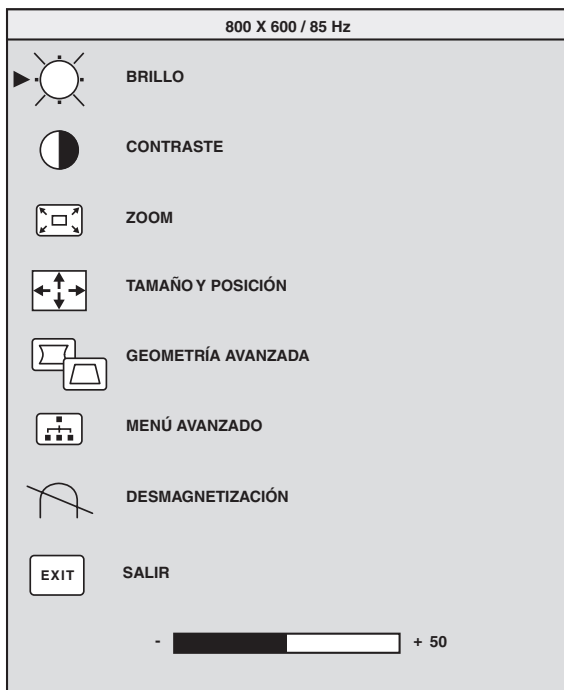 800 X 600 / 85 Hz
BRILLO
CONTRASTE
ZOOM
TAMAÑO Y POSICIÓN
GEOMETRÍA AVANZADA
MENÚ AVANZADO
DESMAGNETIZACIÓN
EXIT SALIR
- + 50